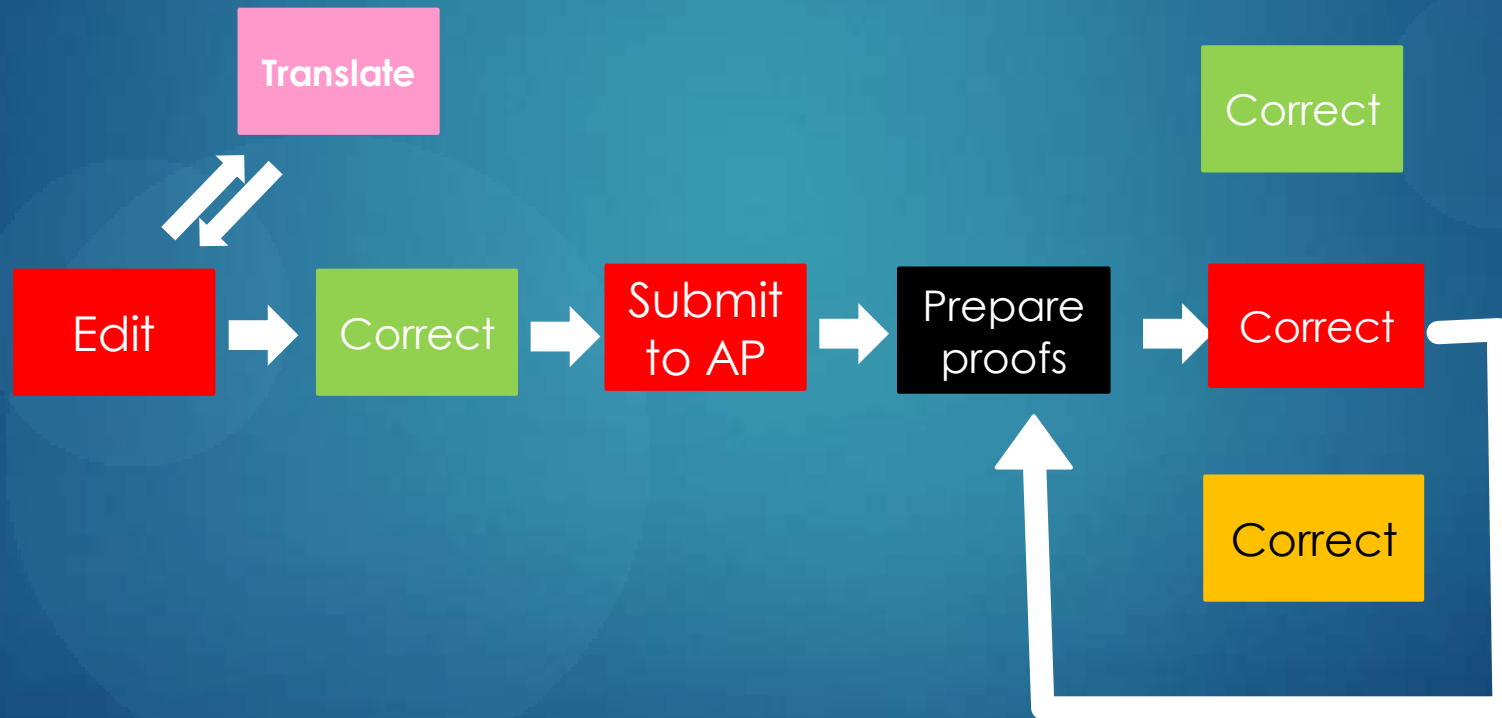 Translate
Correct
Edit
Correct
Submit
to AP
Prepare
proofs
Correct
Correct